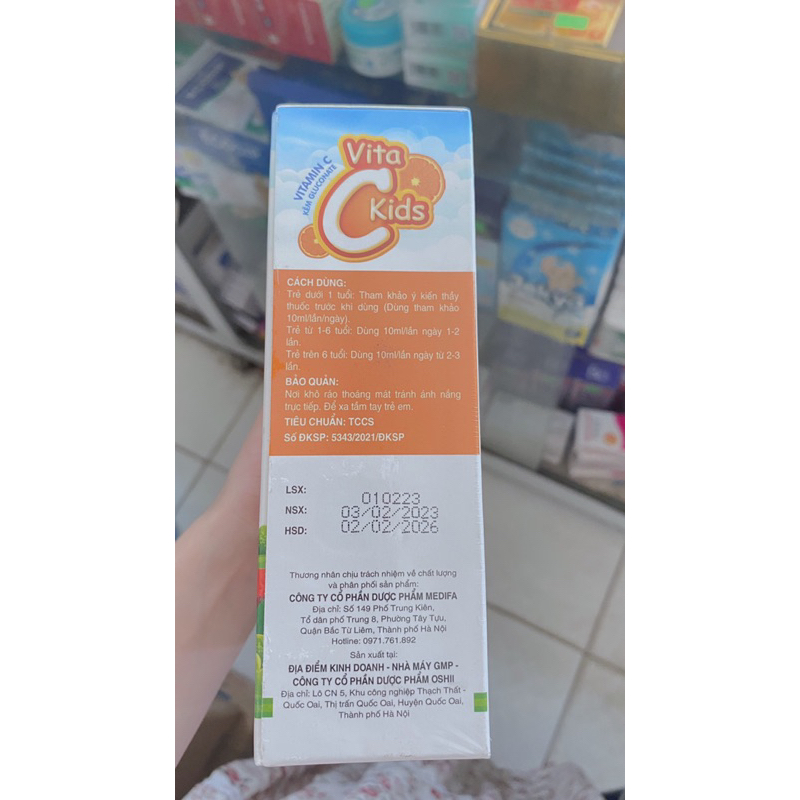 VITAMIN C
KẼM GLUCONATE
Vita
C
Kids
CÁCH DÙNG:
Trẻ dưới 1 tuổi: Tham khảo ý kiến thầy
thuốc trước khi dùng (Dùng tham khảo
10ml/lần/ngày).
Trẻ từ 1-6 tuổi: Dùng 10ml/lần ngày 1-2
lần.
Trẻ trên 6 tuổi: Dùng 10ml/lần ngày từ 2-3
lần.
BẢO QUẢN:
Nơi khô ráo thoáng mát tránh ánh nắng
trực tiếp. Để xa tầm tay trẻ em.
TIÊU CHUẨN: TCCS
Số ĐKSP: 5343/2021/ĐKSP
LSX: 010223
NSX: 03/02/2023
HSD: 02/02/2026
Thương nhân chịu trách nhiệm về chất lượng
và phân phối sản phẩm:
CÔNG TY CỔ PHẦN DƯỢC PHẨM MEDIFA
Địa chỉ: Số 149 Phố Trung Kiên,
Tổ dân phố Trung 8, Phường Tây Tựu,
Quận Bắc Từ Liêm, Thành phố Hà Nội
Hotline: 0971.761.892
Sản xuất tại:
ĐỊA ĐIỂM KINH DOANH - NHÀ MÁY GMP -
CÔNG TY CỔ PHẦN DƯỢC PHẨM OSHII
Địa chỉ: Lô CN 5, Khu công nghiệp Thạch Thất -
Quốc Oai, Thị trấn Quốc Oai, Huyện Quốc Oai,
Thành phố Hà Nội